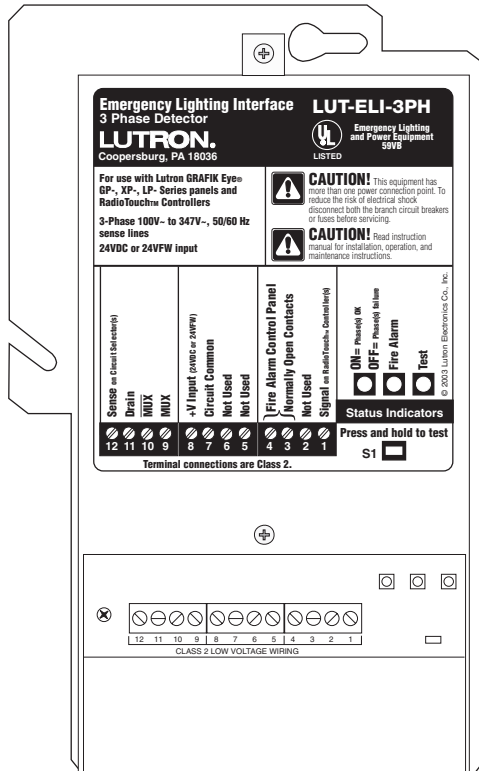 Emergency Lighting Interface
3 Phase Detector
LUTRON.
Coopersburg, PA 18036
LUT-ELI-3PH
UL
LISTED
Emergency Lighting
and Power Equipment
59VB
For use with Lutron GRAFIK Eye®
GP-, XP-, LP- Series panels and
RadioTouch™ Controllers
3-Phase 100V~ to 347V~, 50/60 Hz
sense lines
24VDC or 24VFW input
CAUTION! This equipment has
more than one power connection point. To
reduce the risk of electrical shock
disconnect both the branch circuit breakers
or fuses before servicing.
CAUTION! Read instruction
manual for installation, operation, and
maintenance instructions.
Sense on Circuit Selector(s)
Drain
MUX
MUX
+V Input (24VDC or 24VFW)
Circuit Common
Not Used
Not Used
Fire Alarm Control Panel
Normally Open Contacts
Not Used
Signal on RadioTouch™ Controller(s)
ON= Phase(s) OK
OFF= Phase(s) failure
Fire Alarm
Test
© 2003 Lutron Electronics Co., Inc.
Status Indicators
12 11 10 9 8 7 6 5 4 3 2 1
Press and hold to test
S1
Terminal connections are Class 2.
12 11 10 9 8 7 6 5 4 3 2 1
CLASS 2 LOW VOLTAGE WIRING